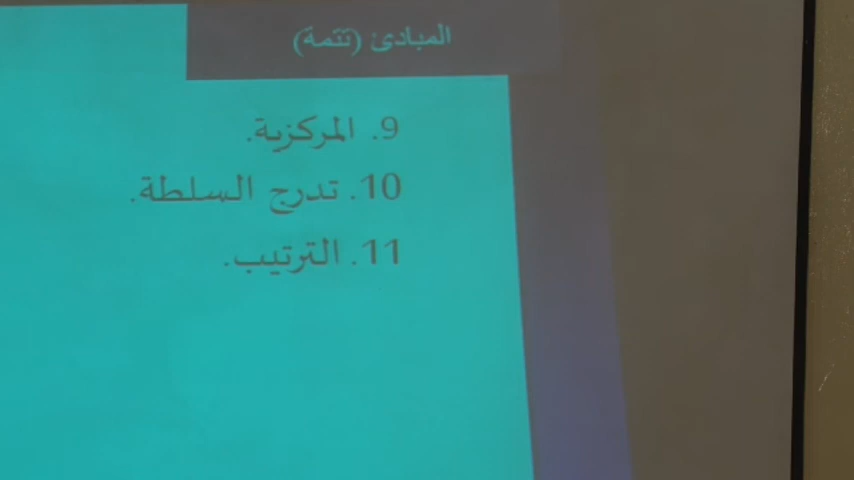 المبادئ (تتمة)
9. المركزية.
10. تدرج السلطة.
11. الترتيب.